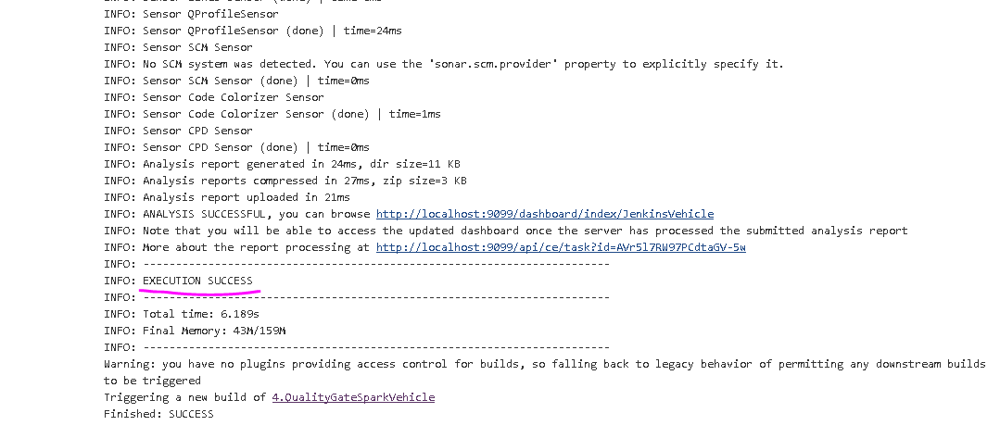 INFO: Sensor QProfileSensor
INFO: Sensor QProfileSensor (done) | time=24ms
INFO: Sensor SCM Sensor
INFO: No SCM system was detected. You can use the 'sonar.scm.provider' property to explicitly specify it.
INFO: Sensor SCM Sensor (done) | time=0ms
INFO: Sensor Code Colorizer Sensor
INFO: Sensor Code Colorizer Sensor (done) | time=1ms
INFO: Sensor CPD Sensor
INFO: Sensor CPD Sensor (done) | time=0ms
INFO: Analysis report generated in 24ms, dir size=11 KB
INFO: Analysis reports compressed in 27ms, zip size=3 KB
INFO: Analysis report uploaded in 21ms
INFO: ANALYSIS SUCCESSFUL, you can browse http://localhost:9099/dashboard/index/JenkinsVehicle
INFO: Note that you will be able to access the updated dashboard once the server has processed the submitted analysis report
INFO: More about the report processing at http://localhost:9099/api/ce/task?id=AVr5l7RW97PCdtaGV-5w
INFO: ------------------------------------------------------------------------
INFO: EXECUTION SUCCESS
INFO: ------------------------------------------------------------------------
INFO: Total time: 6.189s
INFO: Final Memory: 43M/159M
INFO: ------------------------------------------------------------------------
Warning: you have no plugins providing access control for builds, so falling back to legacy behavior of permitting any downstream builds
to be triggered
Triggering a new build of 4.QualityGateSparkVehicle
Finished: SUCCESS